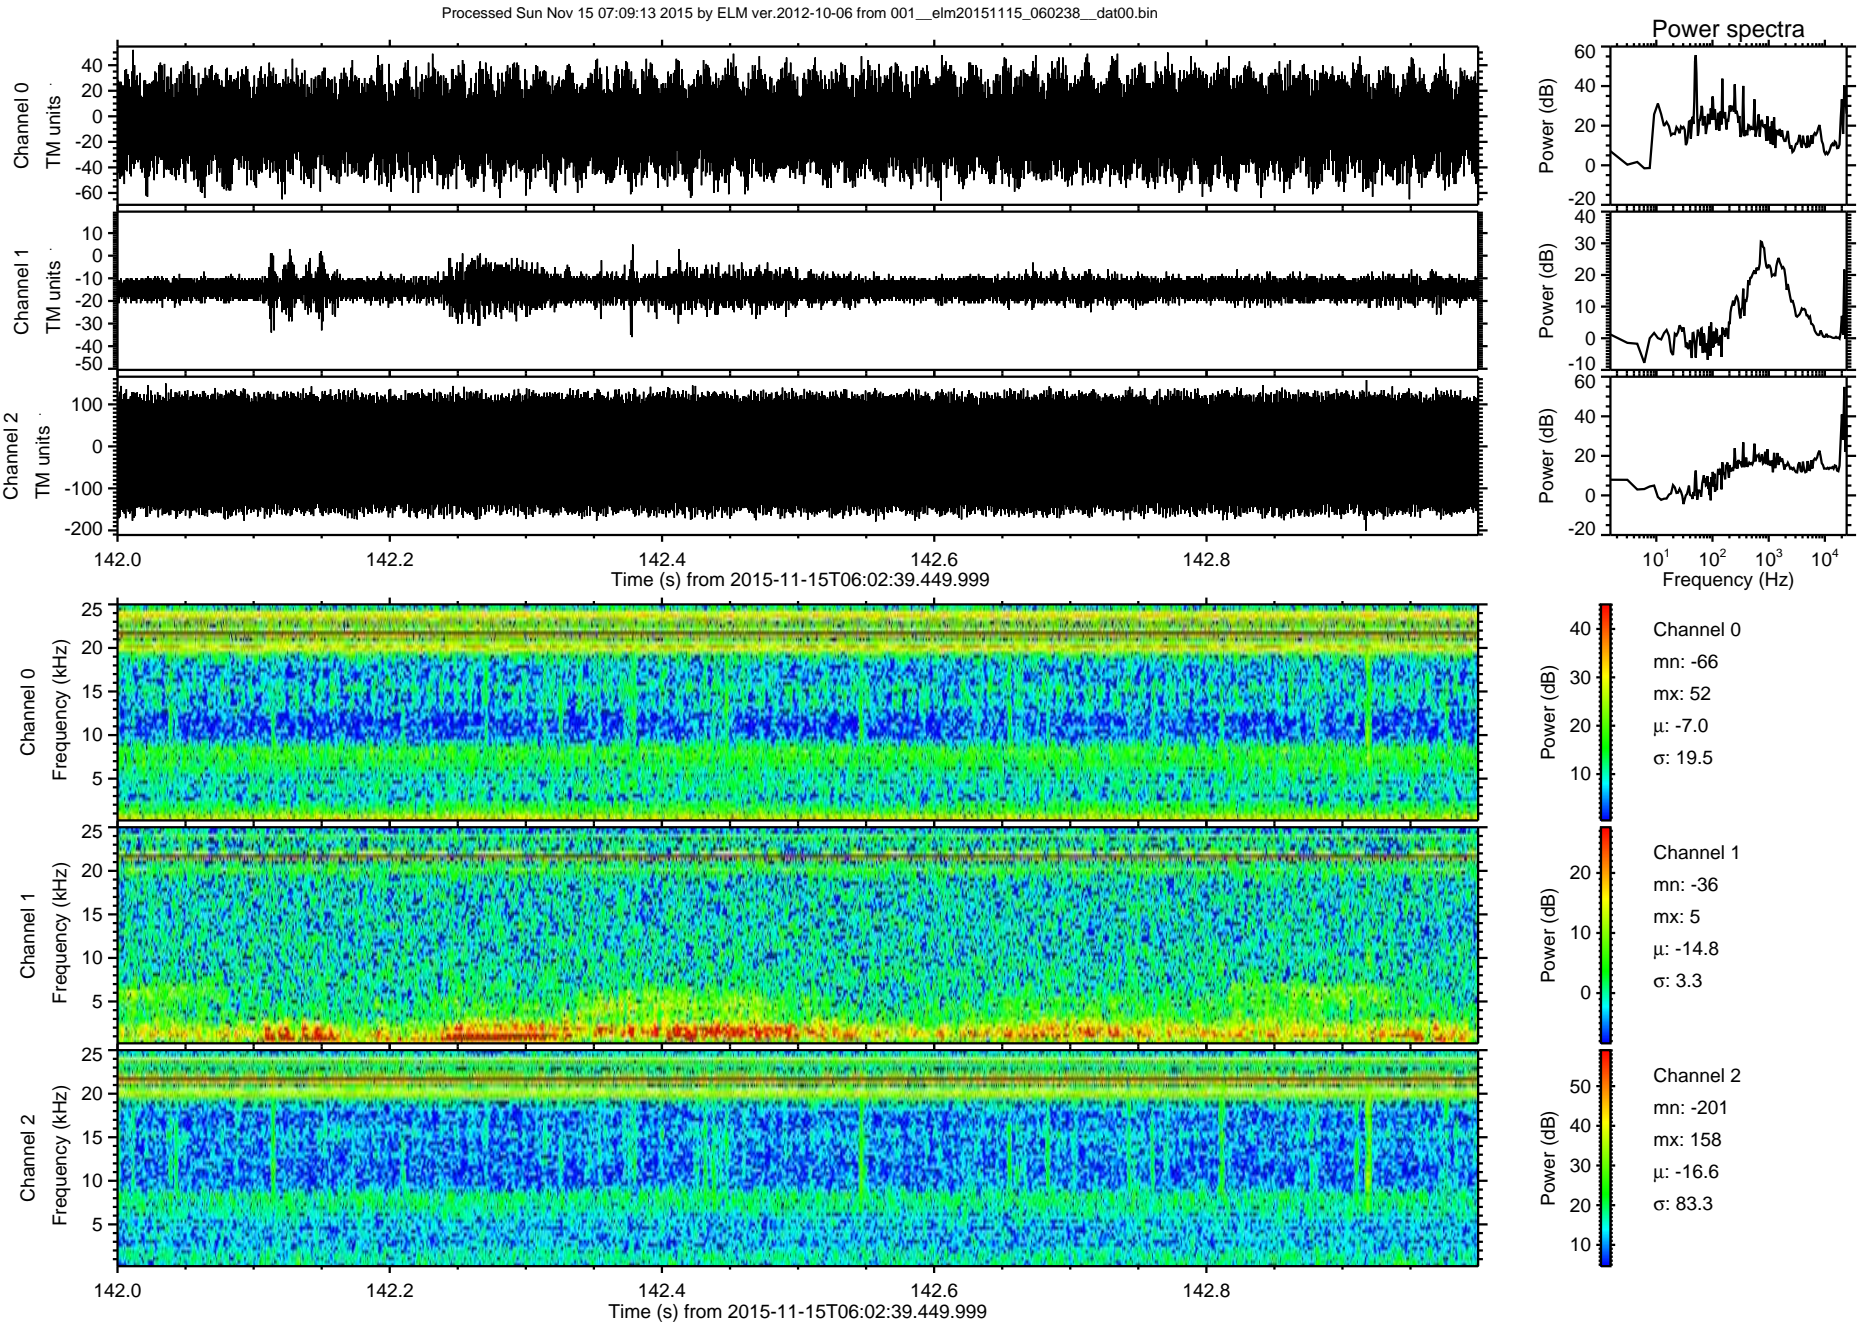 Processed Sun Nov 15 07:09:13 2015 by ELM ver.2012-10-06 from 001__elm20151115_060238__dat00.bin
Power spectra
Channel 0
TM units
40
20
0
-20
-40
-60
Power (dB)
60
40
20
0
-20
Channel 1
TM units
10
0
-10
-20
-30
-40
-50
Power (dB)
40
30
20
10
0
-10
Channel 2
TM units
100
0
-100
-200
Power (dB)
60
40
20
0
-20
142.0 142.2 142.4 142.6 142.8
Time (s) from 2015-11-15T06:02:39.449.999
10¹ 10² 10³ 10⁴
Frequency (Hz)
Channel 0
Frequency (kHz)
25
20
15
10
5
Power (dB)
40
30
20
10
Channel 0
mn: -66
mx: 52
μ: -7.0
σ: 19.5
Channel 1
Frequency (kHz)
25
20
15
10
5
Power (dB)
20
10
0
Channel 1
mn: -36
mx: 5
μ: -14.8
σ: 3.3
Channel 2
Frequency (kHz)
25
20
15
10
5
Power (dB)
50
40
30
20
10
Channel 2
mn: -201
mx: 158
μ: -16.6
σ: 83.3
142.0 142.2 142.4 142.6 142.8
Time (s) from 2015-11-15T06:02:39.449.999